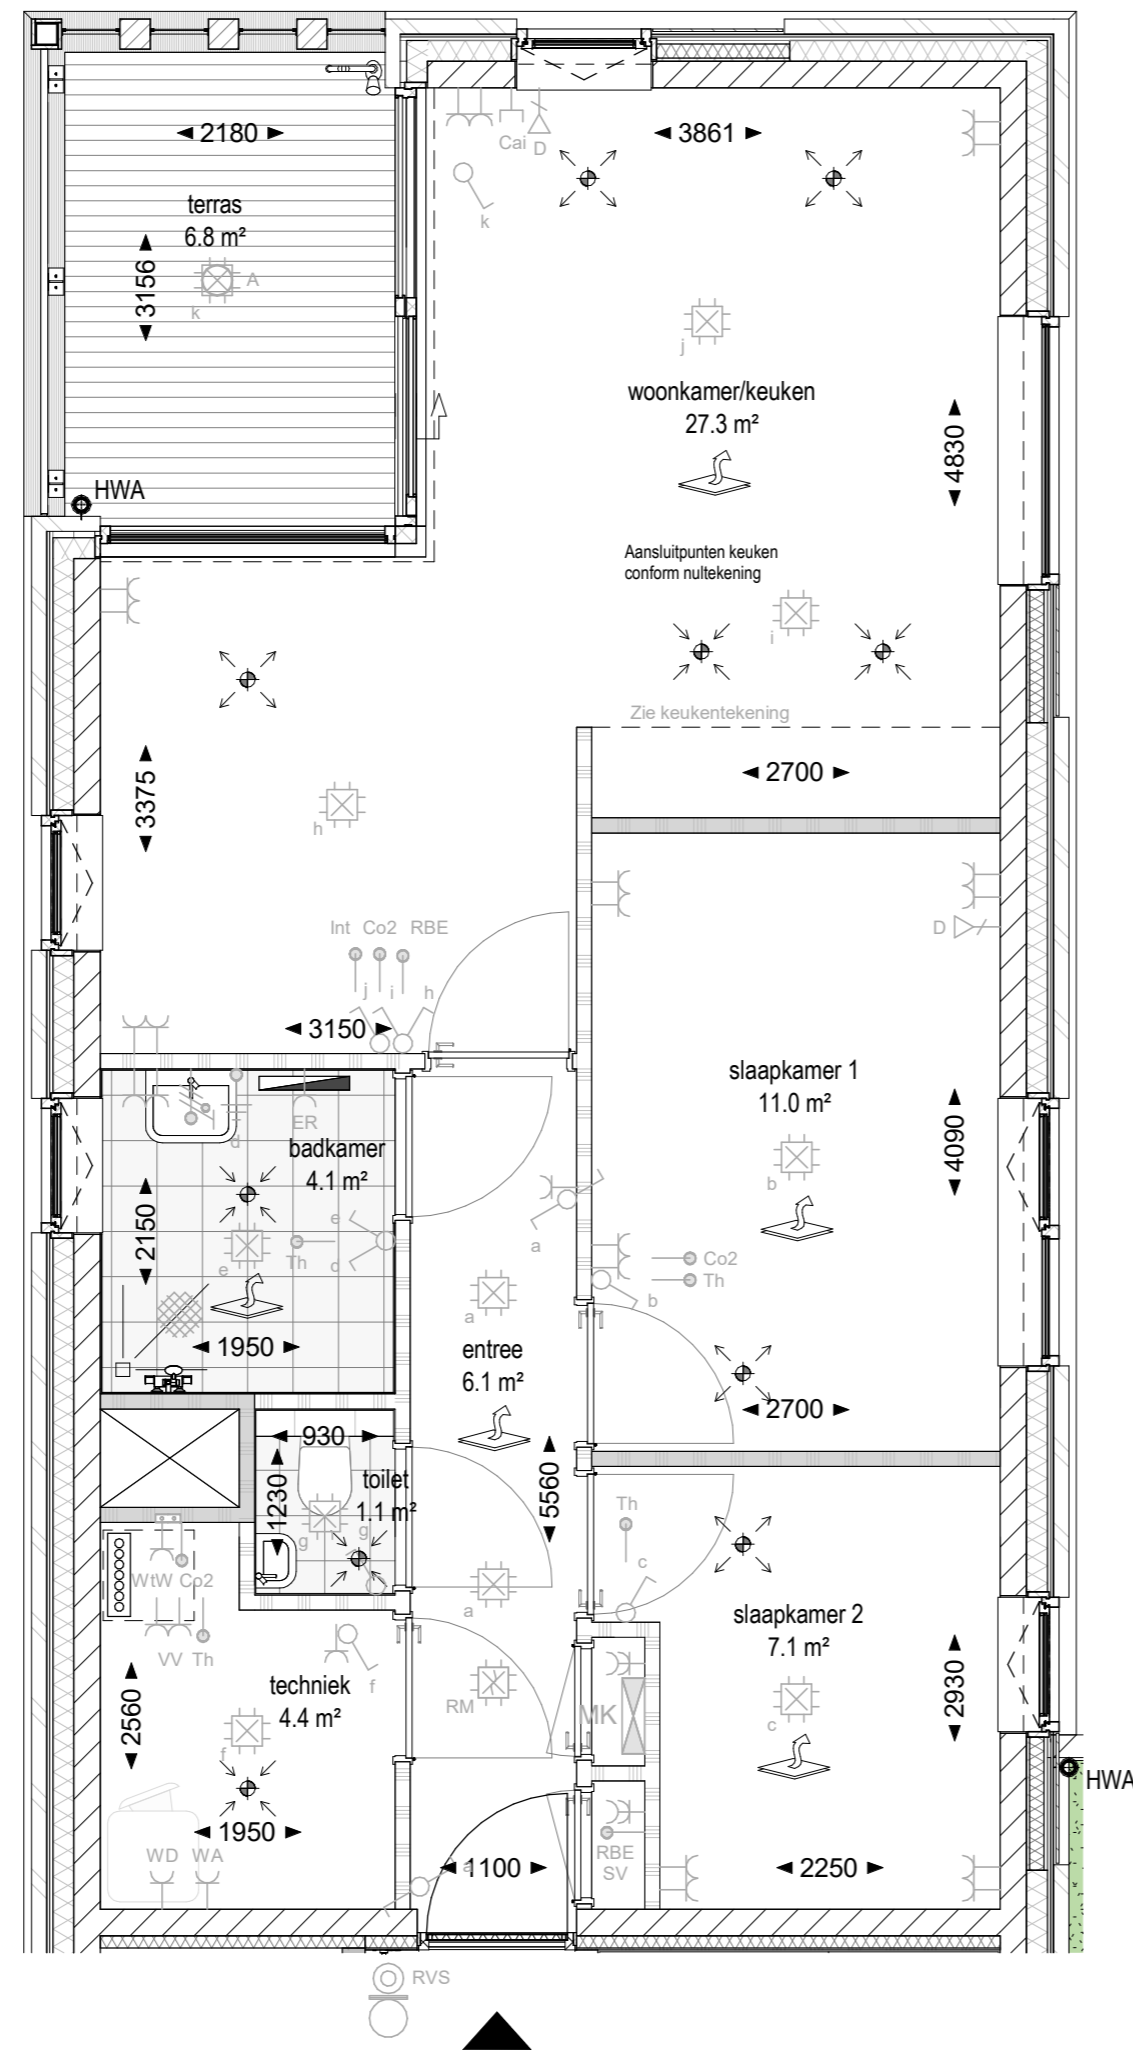 2180
Cai
D
3861
k
terras
6.8 m²
3156
A
k
j
woonkamer/keuken
27.3 m²
4830
HWA
Aansluitpunten keuken
conform nultekening
i
Zie keukentekening
2700
3375
h
Int Co2 RBE
D
j i h
3150
slaapkamer 1
11.0 m²
4090
b
d
ER
badkamer
4.1 m²
2150
e
Th
d
e
a
Co2
Th
b
a
1950
entree
6.1 m²
2700
930
1230
toilet
1.1 m²
g
g
5560
Th
c
WtW Co2
VV Th
a
slaapkamer 2
7.1 m²
f
techniek
4.4 m²
RM
MK
c
2930
2560
f
HWA
1950
WD WA
a
1100
RBE
SV
2250
RVS